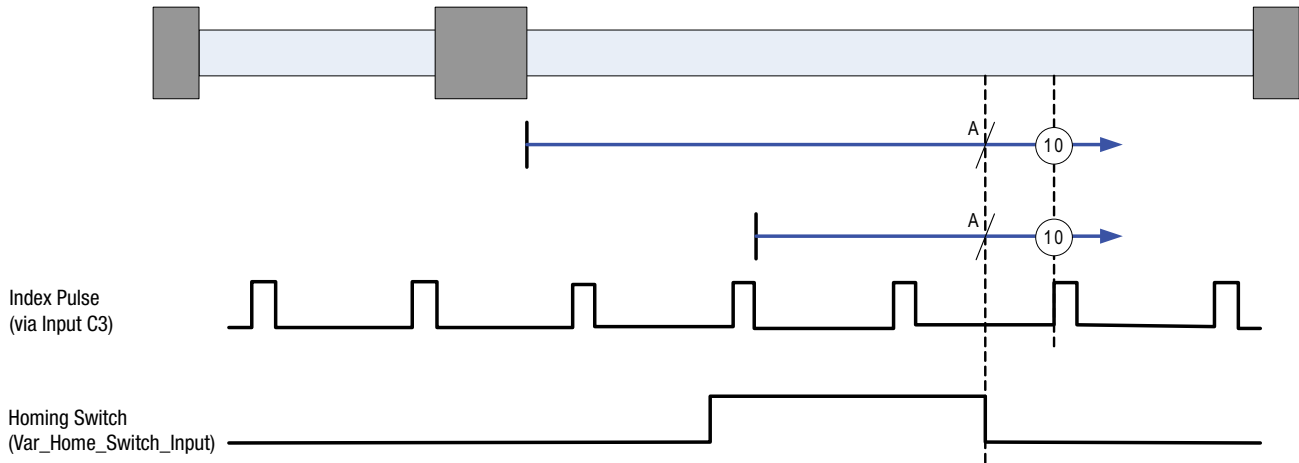 A
10
A
10
Index Pulse
(via Input C3)
Homing Switch
(Var_Home_Switch_Input)